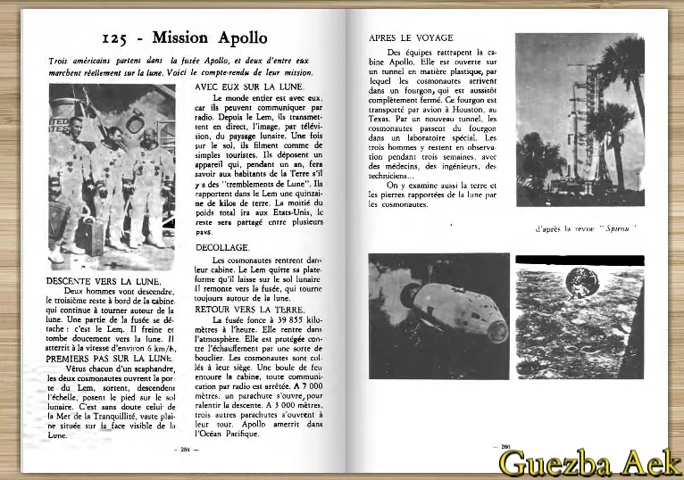 125 - Mission Apollo
Trois américains partent dans la fusée Apollo, et deux d'entre eux
marchent réellement sur la lune. Voici le compte-rendu de leur mission.
DESCENTE VERS LA LUNE.
Deux hommes vont descendre,
le troisième reste à bord de la cabine
qui continue à tourner autour de la
lune. Une partie de la fusée se dé-
tache : c'est le Lem. Il freine et
tombe doucement vers la lune. Il
atterrit à la vitesse d'environ 6 km/h.
PREMIERS PAS SUR LA LUNE.
Vêtus chacun d'un scaphandre,
les deux cosmonautes ouvrent la por-
te du Lem, sortent, descendent
l'échelle, posent le pied sur le sol
lunaire. C'est sans doute celui de
la Mer de la Tranquillité, vaste plai-
ne située sur la face visible de la
Lune.
AVEC EUX SUR LA LUNE.
Le monde entier est avec eux,
car ils peuvent communiquer par
radio. Depuis le Lem, ils transmet-
tent en direct, l'image, par télévi-
sion, du paysage lunaire. Une fois
sur le sol, ils filment comme de
simples touristes. Ils déposent un
appareil qui, pendant un an, fera
savoir aux habitants de la Terre s'il
y a des "tremblements de Lune". Ils
rapportent dans le Lem une quinzai-
ne de kilos de terre. La moitié du
poids total ira aux Etats-Unis, le
reste sera partagé entre plusieurs
pays.
DECOLLAGE.
Les cosmonautes rentrent dans
leur cabine. Le Lem quitte sa plate-
forme qu'il laisse sur le sol lunaire
Il remonte vers la fusée, qui tourne
toujours autour de la lune.
RETOUR VERS LA TERRE.
La fusée fonce à 39 855 kilo-
mètres à l'heure. Elle rentre dans
l'atmosphère. Elle est protégée con-
tre l'échauffement par une sorte de
bouclier. Les cosmonautes sont col-
lés à leur siège. Une boule de feu
entoure la cabine, toute communi-
cation par radio est arrêtée. A 7 000
mètres, un parachute s'ouvre, pour
ralentir la descente. A 3 000 mètres,
trois autres parachutes s'ouvrent à
leur tour. Apollo amerrit dans
l'Océan Pacifique.
- 289 -
APRES LE VOYAGE
Des équipes rattrapent la ca-
bine Apollo. Elle est ouverte sur
un tunnel en matière plastique, par
lequel les cosmonautes arrivent
dans un fourgon, qui est aussitôt
complètement fermé. Ce fourgon est
transporté par avion à Houston, au
Texas. Par un nouveau tunnel, les
cosmonautes passent du fourgon
dans un laboratoire spécial. Les
trois hommes y restent en observa-
tion pendant trois semaines, avec
des médecins, des ingénieurs, des
techniciens...
On y examine aussi la terre et
les pierres rapportées de la lune par
les cosmonautes.
d'après la revue "Spirou"
Guezba Aek